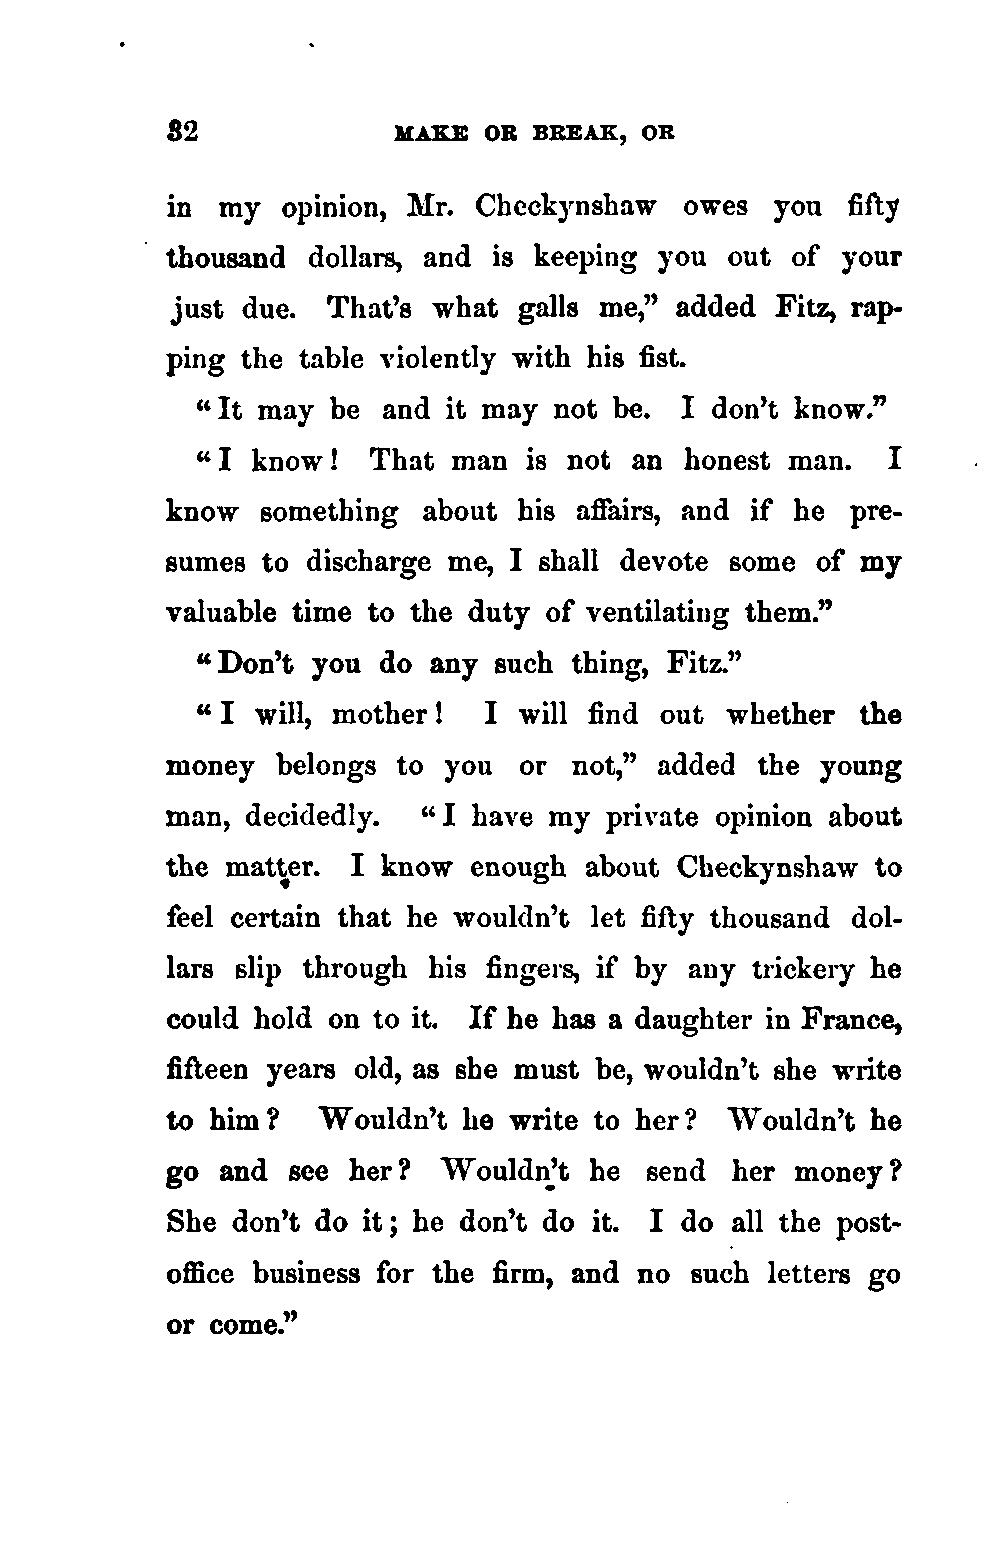 32 MAKE OR BREAK, OR
in my opinion, Mr. Checkynshaw owes you fifty
thousand dollars, and is keeping you out of your
just due. That's what galls me,” added Fitz, rap-
ping the table violently with his fist.
“It may be and it may not be. I don't know.”
“I know! That man is not an honest man. I
know something about his affairs, and if he pre-
sumes to discharge me, I shall devote some of my
valuable time to the duty of ventilating them.”
“Don't you do any such thing, Fitz.”
“I will, mother! I will find out whether the
money belongs to you or not,” added the young
man, decidedly. “I have my private opinion about
the matter. I know enough about Checkynshaw to
feel certain that he wouldn't let fifty thousand dol-
lars slip through his fingers, if by any trickery he
could hold on to it. If he has a daughter in France,
fifteen years old, as she must be, wouldn't she write
to him? Wouldn't he write to her? Wouldn't he
go and see her? Wouldn't he send her money?
She don't do it; he don't do it. I do all the post-
office business for the firm, and no such letters go
or come.”